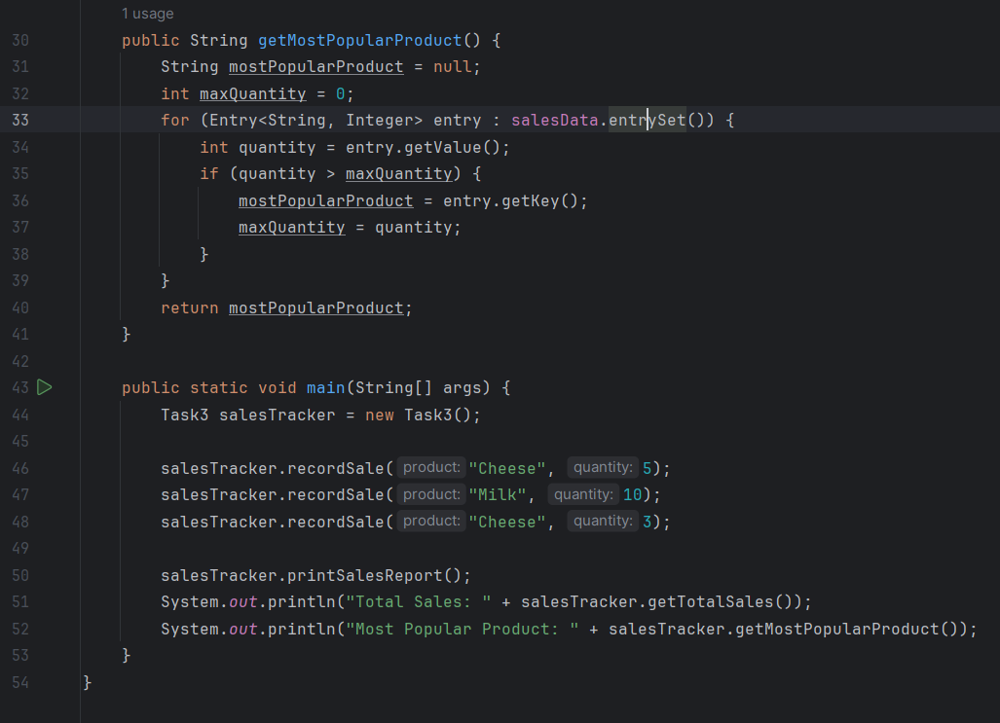 1 usage
30 public String getMostPopularProduct() {
31 String mostPopularProduct = null;
32 int maxQuantity = 0;
33 for (Entry<String, Integer> entry : salesData.entrySet()) {
34 int quantity = entry.getValue();
35 if (quantity > maxQuantity) {
36 mostPopularProduct = entry.getKey();
37 maxQuantity = quantity;
38 }
39 }
40 return mostPopularProduct;
41 }
42
43 public static void main(String[] args) {
44 Task3 salesTracker = new Task3();
45
46 salesTracker.recordSale( product: "Cheese", quantity: 5);
47 salesTracker.recordSale( product: "Milk", quantity: 10);
48 salesTracker.recordSale( product: "Cheese", quantity: 3);
49
50 salesTracker.printSalesReport();
51 System.out.println("Total Sales: " + salesTracker.getTotalSales());
52 System.out.println("Most Popular Product: " + salesTracker.getMostPopularProduct());
53 }
54 }